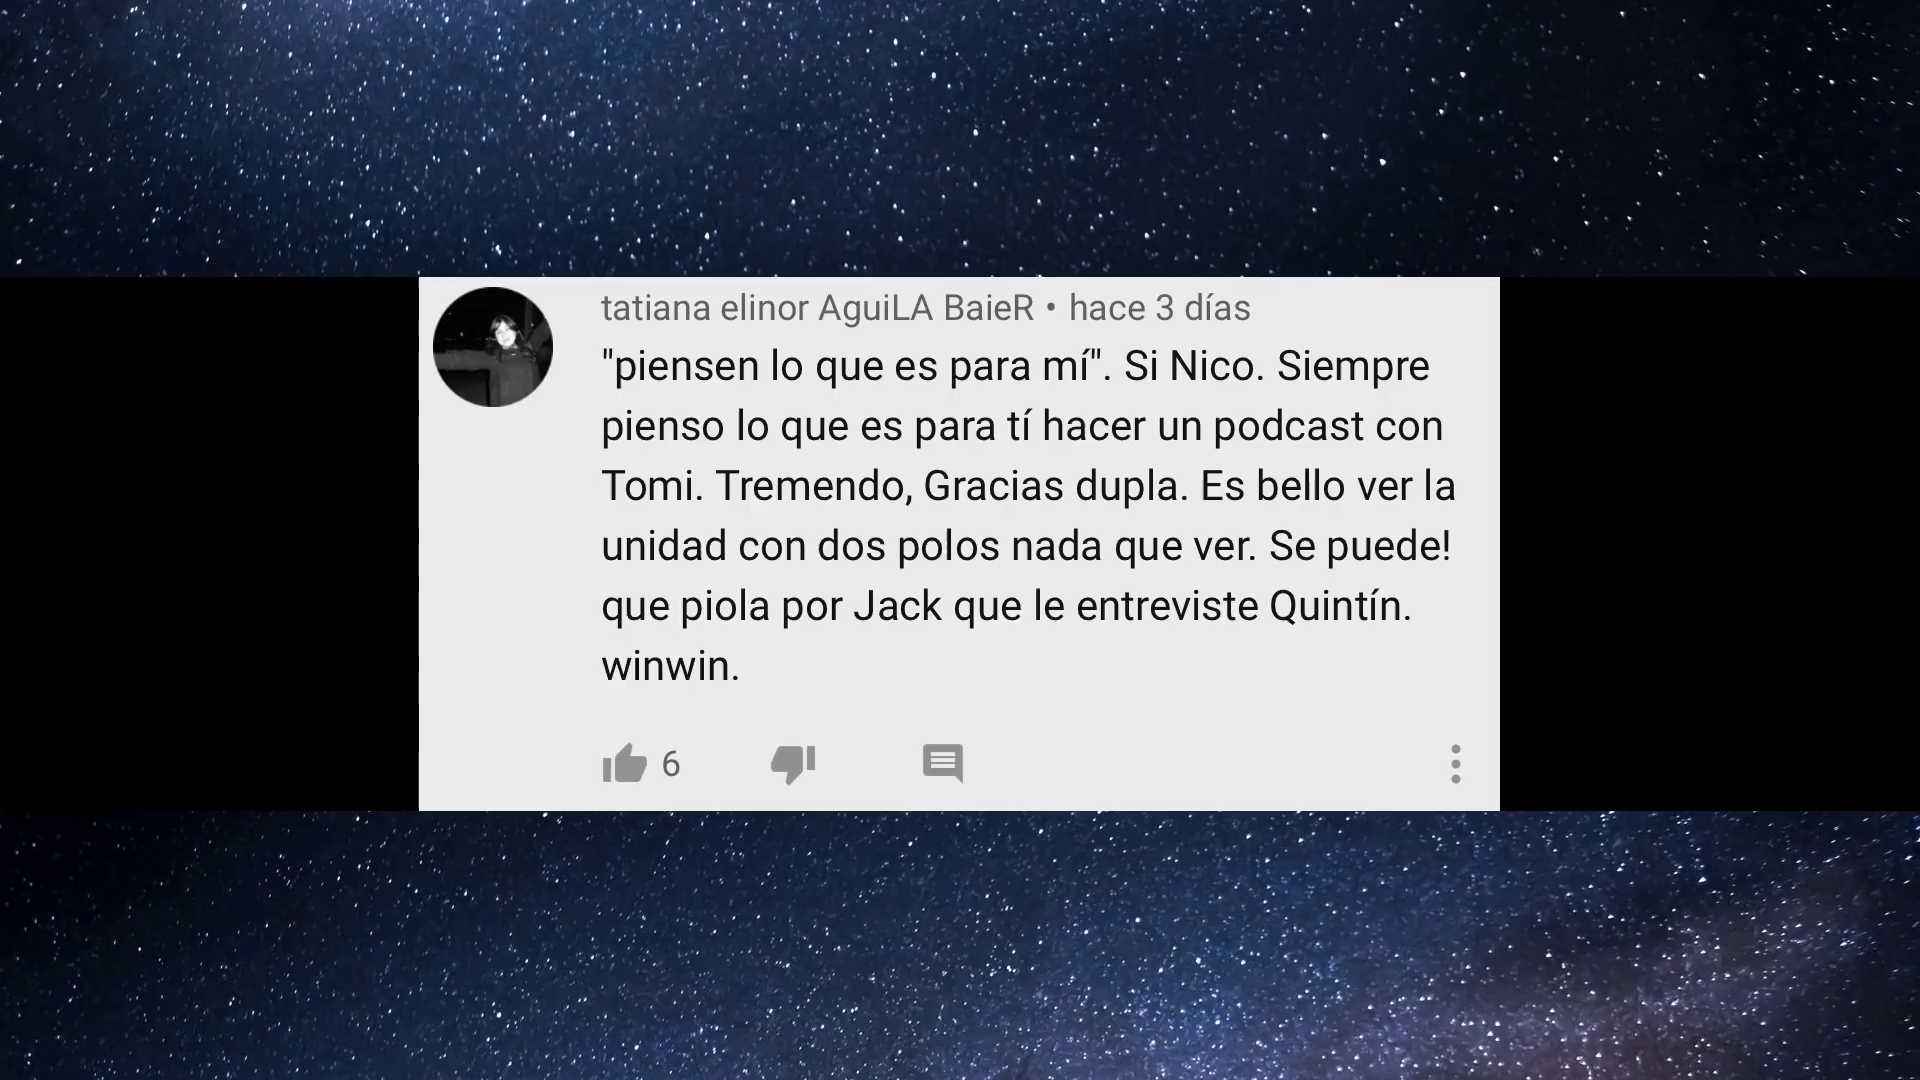 tatiana elinor AguiLA BaieR • hace 3 días
"piensen lo que es para mí". Si Nico. Siempre
pienso lo que es para tí hacer un podcast con
Tomi. Tremendo, Gracias dupla. Es bello ver la
unidad con dos polos nada que ver. Se puede!
que piola por Jack que le entreviste Quintín.
winwin.
6